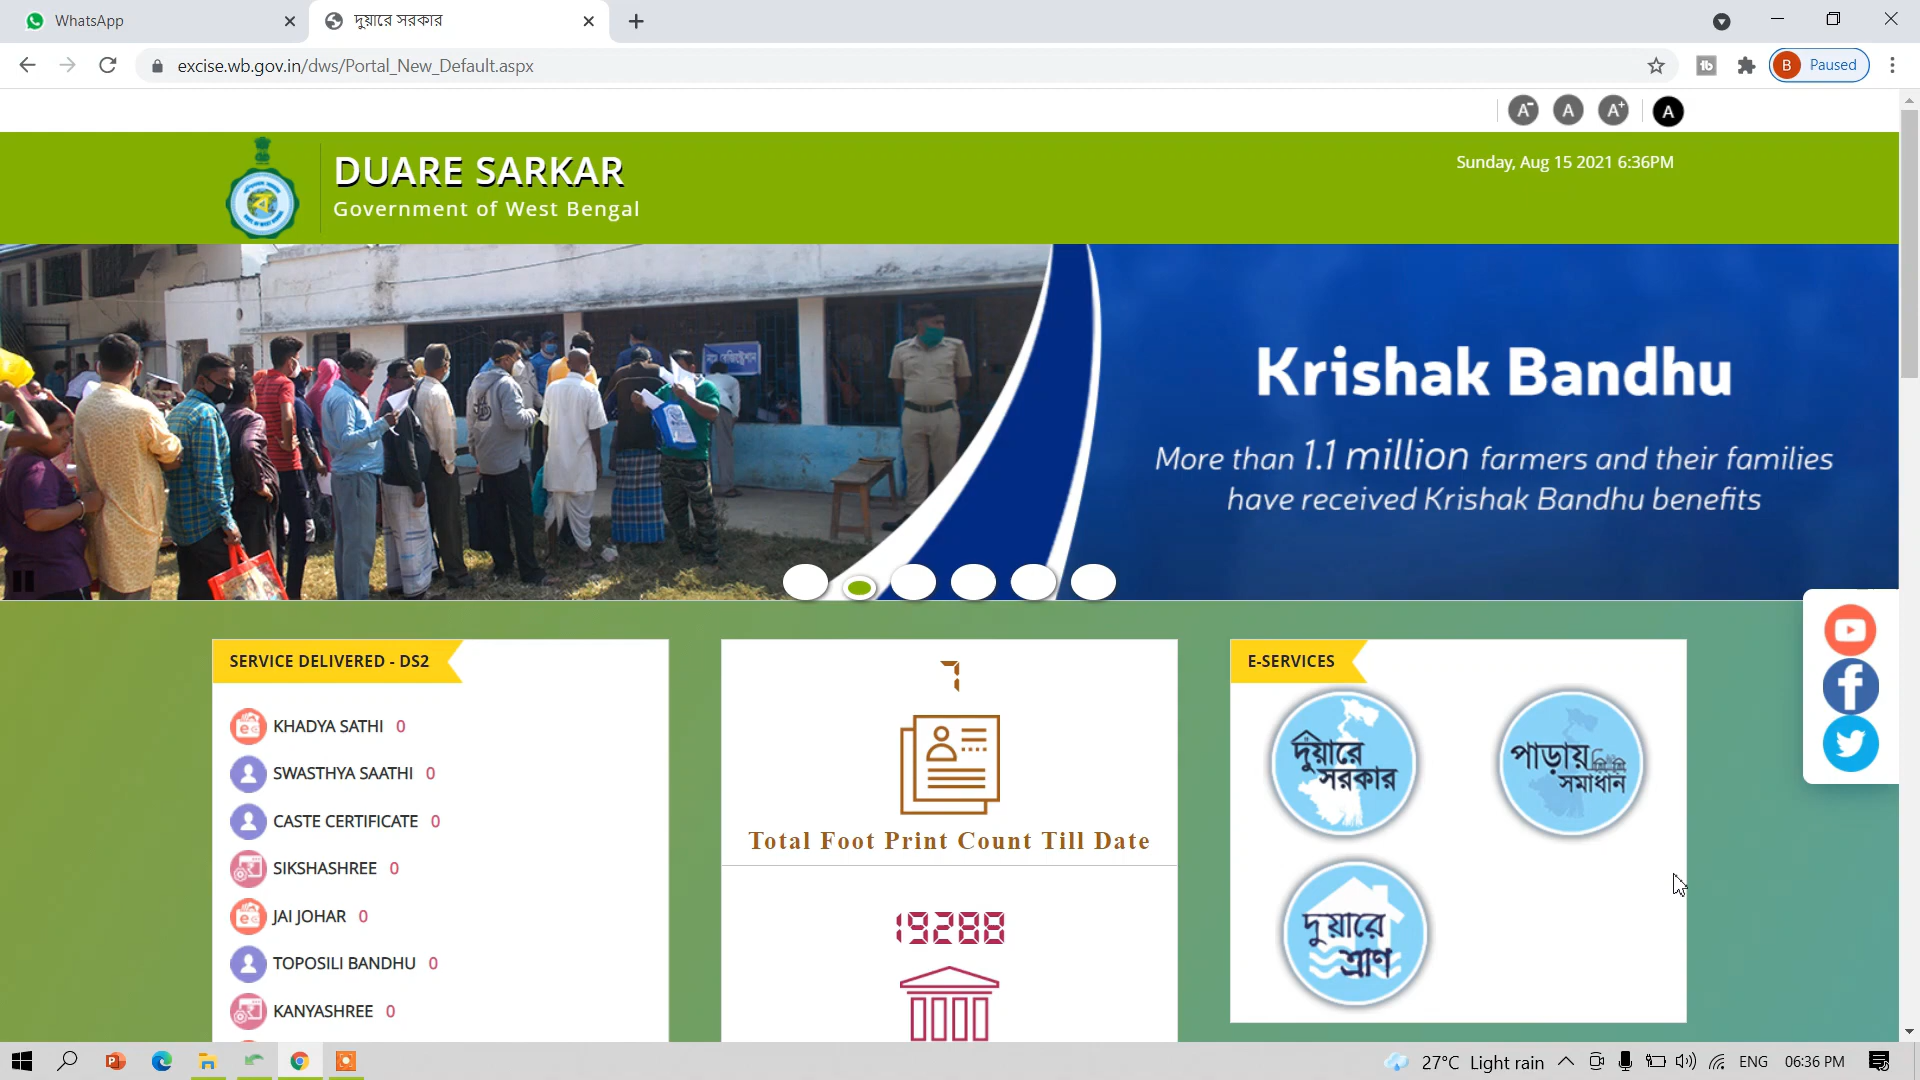 WhatsApp
দুয়ারে সরকার
excise.wb.gov.in/dws/Portal_New_Default.aspx
B Paused
A- A A+ A
DUARE SARKAR
Government of West Bengal
Sunday, Aug 15 2021 6:36PM
Krishak Bandhu
More than 1.1 million farmers and their families
have received Krishak Bandhu benefits
SERVICE DELIVERED - DS2
KHADYA SATHI 0
SWASTHYA SAATHI 0
CASTE CERTIFICATE 0
SIKSHASHREE 0
JAI JOHAR 0
TOPOSILI BANDHU 0
KANYASHREE 0
7
Total Foot Print Count Till Date
19288
E-SERVICES
দুয়ারে
সরকার
পাড়ায়
সমাধান
দুয়ারে
ত্রাণ
27°C Light rain
ENG
06:36 PM